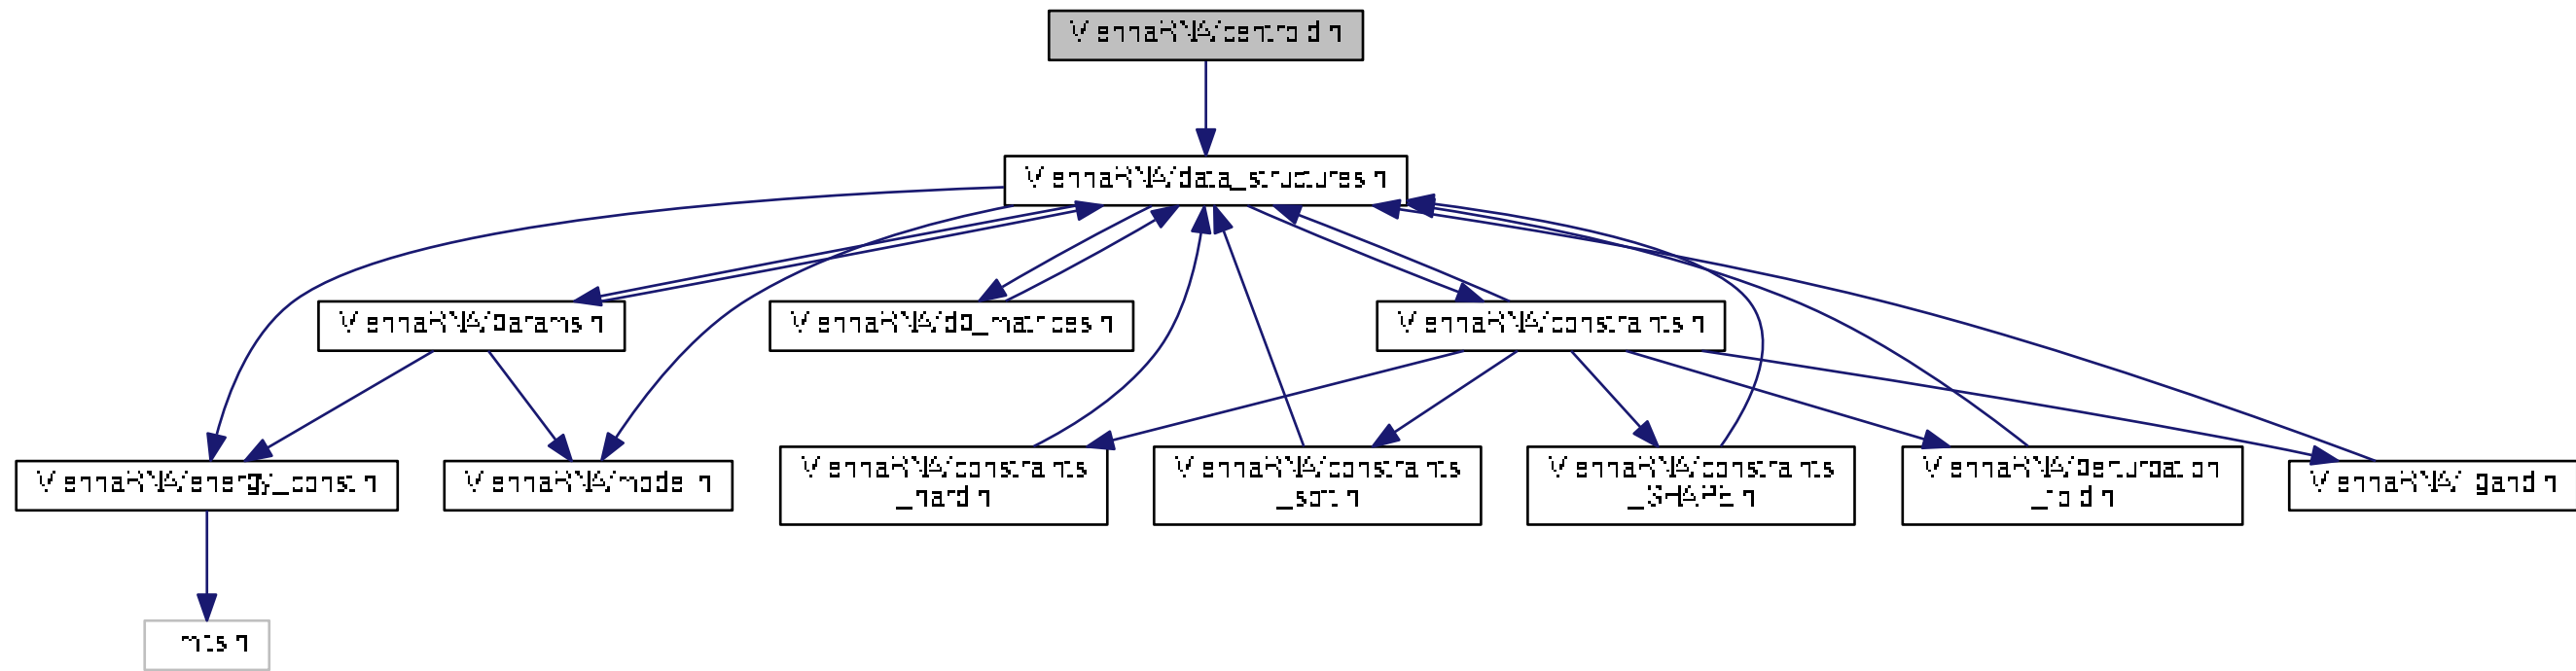 ViennaRNA/centroid.h
ViennaRNA/data_structures.h
ViennaRNA/params.h
ViennaRNA/dp_matrices.h
ViennaRNA/constraints.h
ViennaRNA/energy_const.h
ViennaRNA/model.h
ViennaRNA/constraints
_hard.h
ViennaRNA/constraints
_soft.h
ViennaRNA/constraints
_SHAPE.h
ViennaRNA/perturbation
_fold.h
ViennaRNA/ligand.h
limits.h